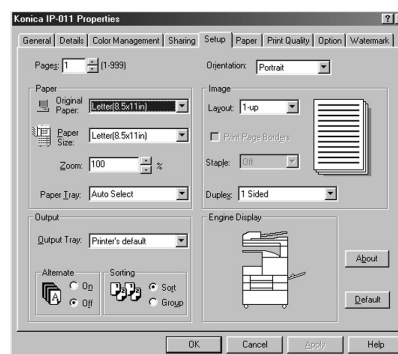 Konica IP-011 Properties
General Details Color Management Sharing Setup Paper Print Quality Option Watermark
Pages: 1 (1-999)
Orientation: Portrait
Paper
Original Paper: Letter(8.5x11in)
Paper Size: Letter(8.5x11in)
Zoom: 100 %
Paper Tray: Auto Select
Image
Layout: 1-up
Print Page Borders
Staple: Off
Duplex: 1 Sided
Output
Output Tray: Printer's default
Alternate
On
Off
Sorting
Sort
Group
Engine Display
About
Default
OK Cancel Apply Help